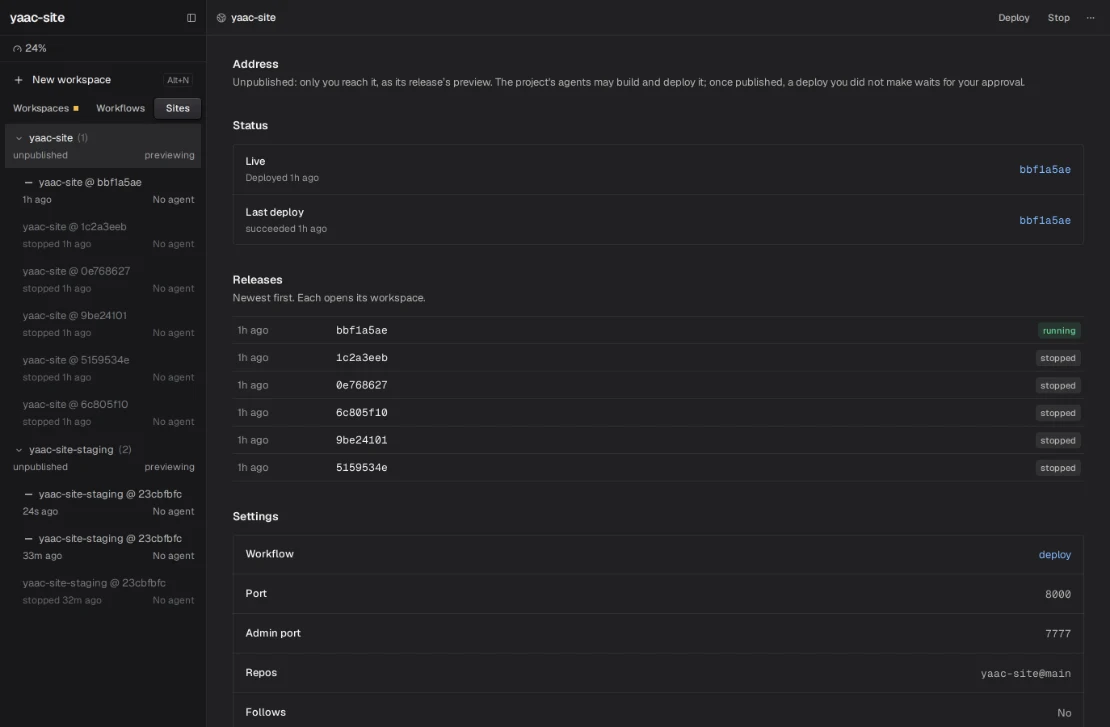 yaac-site
24%
New workspace Alt+N
Workspaces Workflows Sites
yaac-site (1)
unpublished previewing
yaac-site @ bbf1a5ae
1h ago No agent
yaac-site @ 1c2a3eeb
stopped 1h ago No agent
yaac-site @ 0e768627
stopped 1h ago No agent
yaac-site @ 9be24101
stopped 1h ago No agent
yaac-site @ 5159534e
stopped 1h ago No agent
yaac-site @ 6c805f10
stopped 1h ago No agent
yaac-site-staging (2)
unpublished previewing
yaac-site-staging @ 23cbfbfc
24s ago No agent
yaac-site-staging @ 23cbfbfc
33m ago No agent
yaac-site-staging @ 23cbfbfc
stopped 32m ago No agent
yaac-site Deploy Stop ...
Address
Unpublished: only you reach it, as its release's preview. The project's agents may build and deploy it; once published, a deploy you did not make waits for your approval.
Status
Live
Deployed 1h ago
bbf1a5ae
Last deploy
succeeded 1h ago
bbf1a5ae
Releases
Newest first. Each opens its workspace.
1h ago bbf1a5ae running
1h ago 1c2a3eeb stopped
1h ago 0e768627 stopped
1h ago 6c805f10 stopped
1h ago 9be24101 stopped
1h ago 5159534e stopped
Settings
Workflow deploy
Port 8000
Admin port 7777
Repos yaac-site@main
Follows No